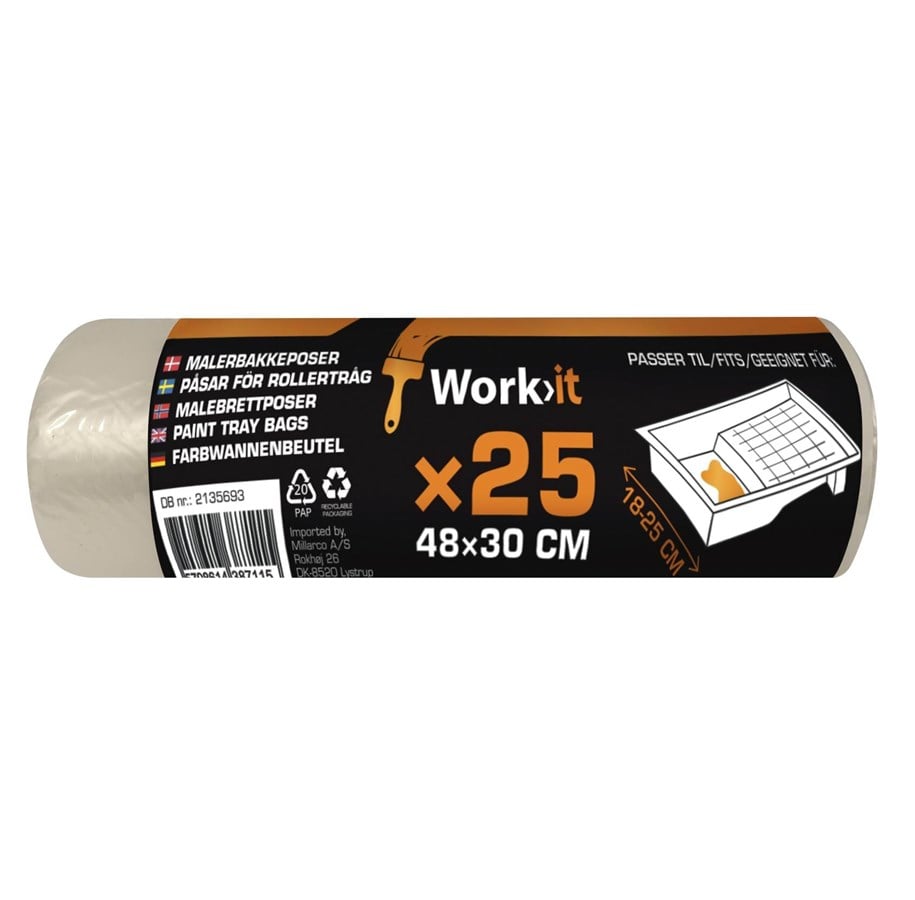 MALERBAKKEPOSER
PÅSAR FÖR ROLLERTRÅG
MALEBRETTPOSER
PAINT TRAY BAGS
FARBWANNENBEUTEL
DB nr.: 2135693
5708614 387115
20
PAP
RECYCLABLE
PACKAGING
Imported by,
Millarco A/S
Rokhøj 26
DK-8520 Lystrup
Work›it
×25
48×30 CM
PASSER TIL/FITS/GEEIGNET FÜR:
18-25 CM